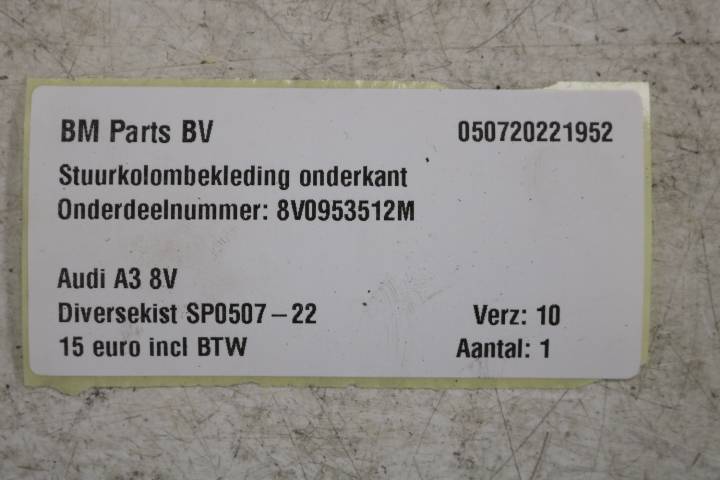 BM Parts BV 050720221952
Stuurkolombekleding onderkant
Onderdeelnummer: 8V0953512M
Audi A3 8V
Diversekist SP0507-22 Verz: 10
15 euro incl BTW Aantal: 1